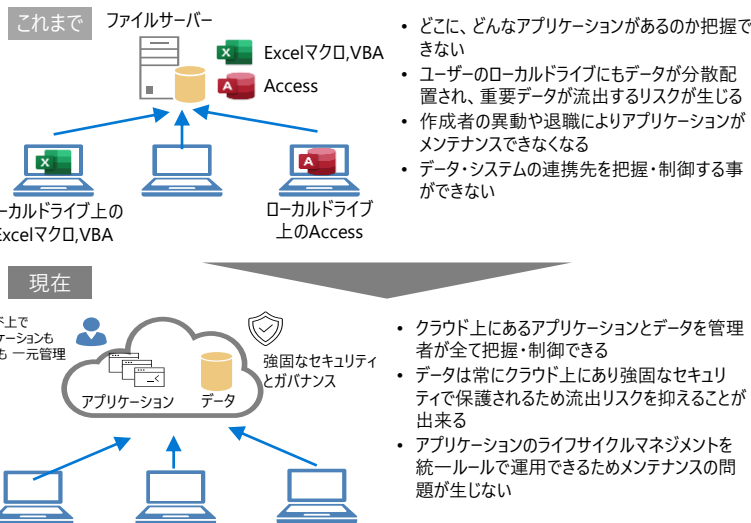 これまで
ファイルサーバー
Excelマクロ,VBA
Access
ーカルドライブ上の
Excelマクロ,VBA
ローカルドライブ
上のAccess
• どこに、どんなアプリケーションがあるのか把握で
きない
• ユーザーのローカルドライブにもデータが分散配
置され、重要データが流出するリスクが生じる
• 作成者の異動や退職によりアプリケーションが
メンテナンスできなくなる
• データ・システムの連携先を把握・制御する事
ができない
現在
ド上で
ケーションも
も 一元管理
アプリケーション
データ
強固なセキュリティ
とガバナンス
• クラウド上にあるアプリケーションとデータを管理
者が全て把握・制御できる
• データは常にクラウド上にあり強固なセキュリ
ティで保護されるため流出リスクを抑えることが
出来る
• アプリケーションのライフサイクルマネジメントを
統一ルールで運用できるためメンテナンスの問
題が生じない